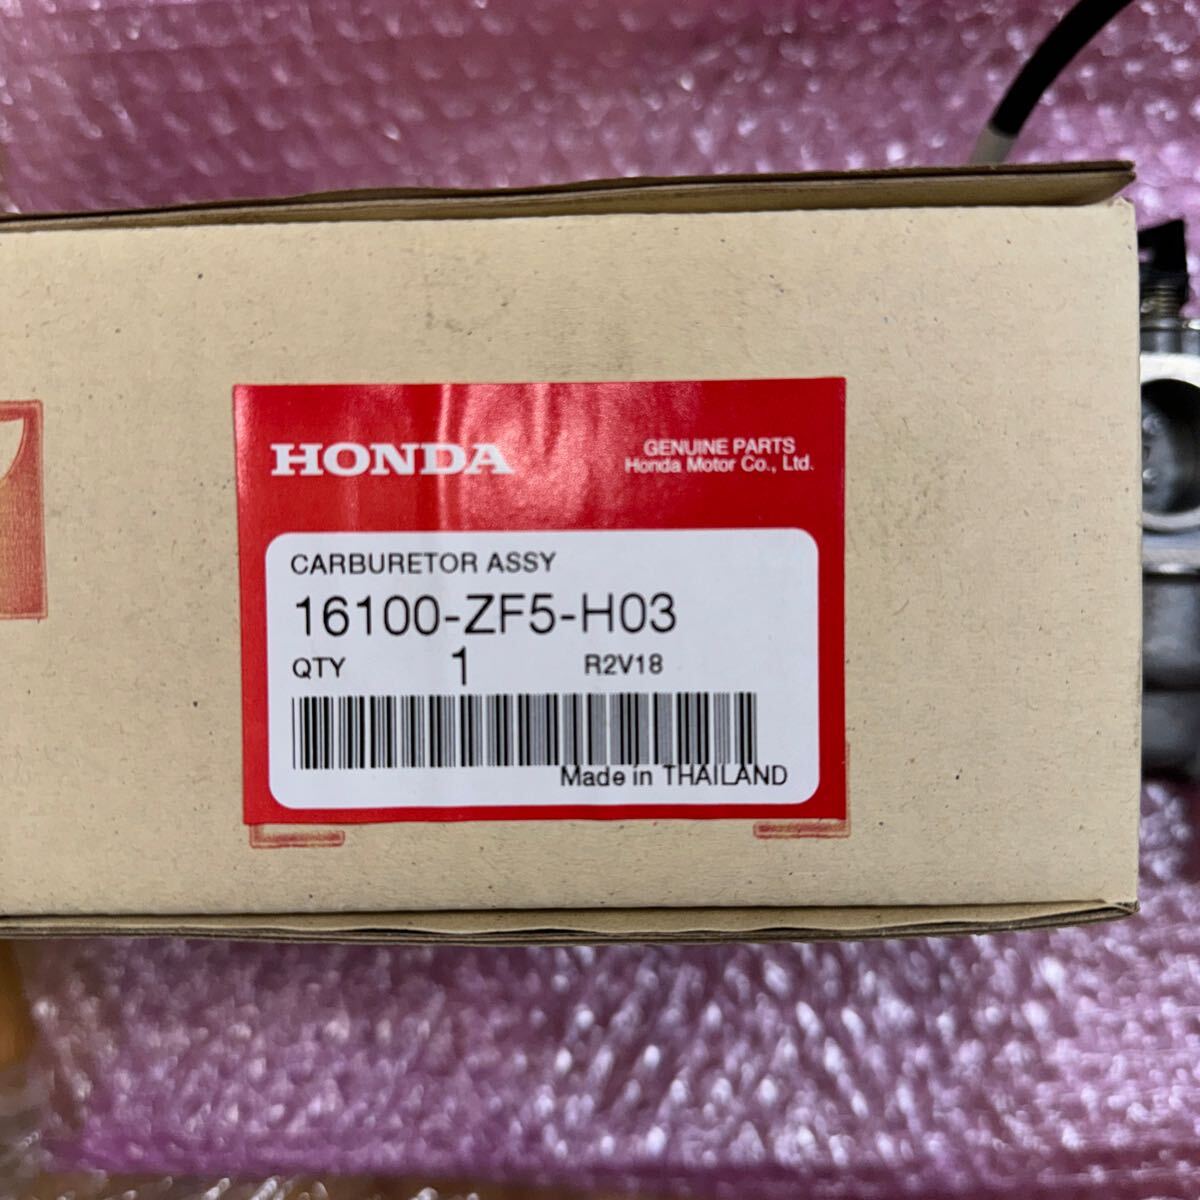 HONDA
GENUINE PARTS
Honda Motor Co., Ltd.
CARBURETOR ASSY
16100-ZF5-H03
QTY 1 R2V18
Made in THAILAND